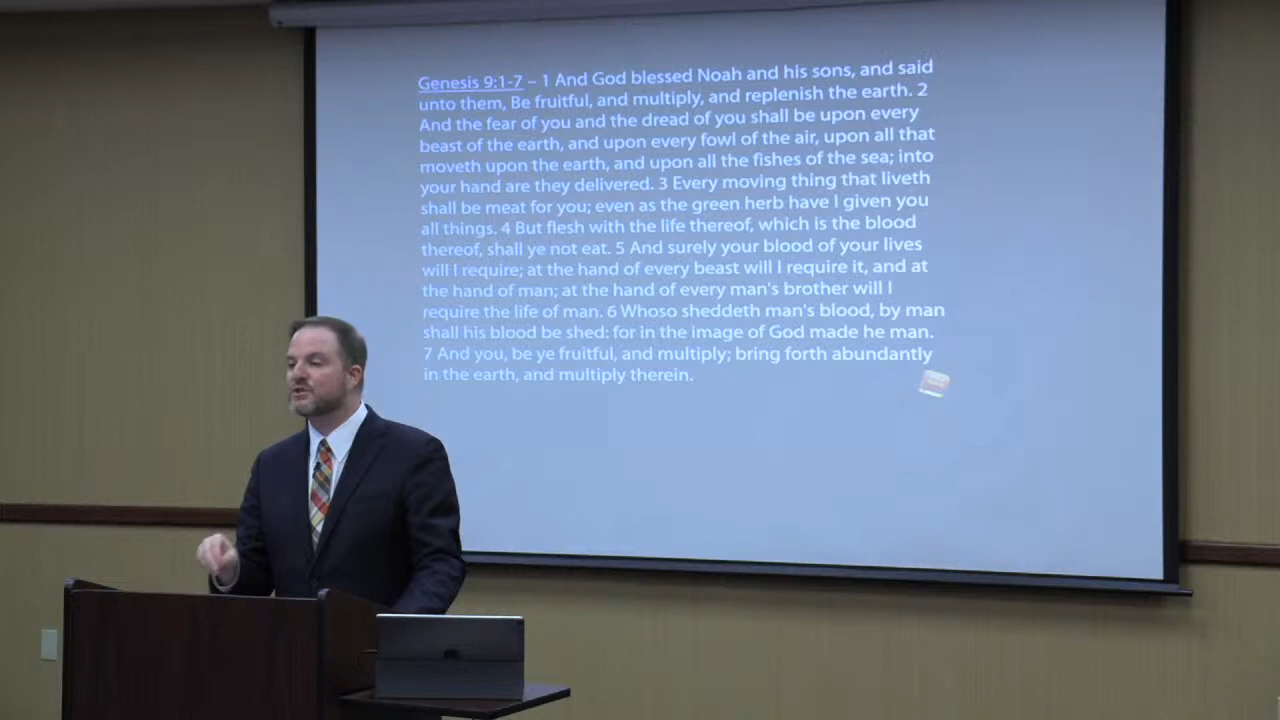 Genesis 9:1-7 – 1 And God blessed Noah and his sons, and said
unto them, Be fruitful, and multiply, and replenish the earth. 2
And the fear of you and the dread of you shall be upon every
beast of the earth, and upon every fowl of the air, upon all that
moveth upon the earth, and upon all the fishes of the sea; into
your hand are they delivered. 3 Every moving thing that liveth
shall be meat for you; even as the green herb have I given you
all things. 4 But flesh with the life thereof, which is the blood
thereof, shall ye not eat. 5 And surely your blood of your lives
will I require; at the hand of every beast will I require it, and at
the hand of man; at the hand of every man's brother will I
require the life of man. 6 Whoso sheddeth man's blood, by man
shall his blood be shed: for in the image of God made he man.
7 And you, be ye fruitful, and multiply; bring forth abundantly
in the earth, and multiply therein.